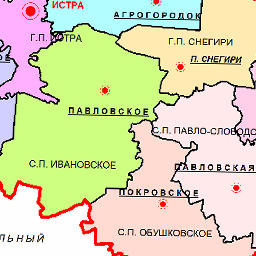 ИСТРА
АГРОГОРОДОК
Г.П. ИСТРА
Г.П. СНЕГИРИ
П. СНЕГИРИ
ПАВЛОВСКОЕ
С.П. ПАВЛО-СЛОБОДС
С.П. ИВАНОВСКОЕ
ПАВЛОВСКАЯ
ПОКРОВСКОЕ
С.П. ОБУШКОВСКОЕ
ЛЬНЫЙ